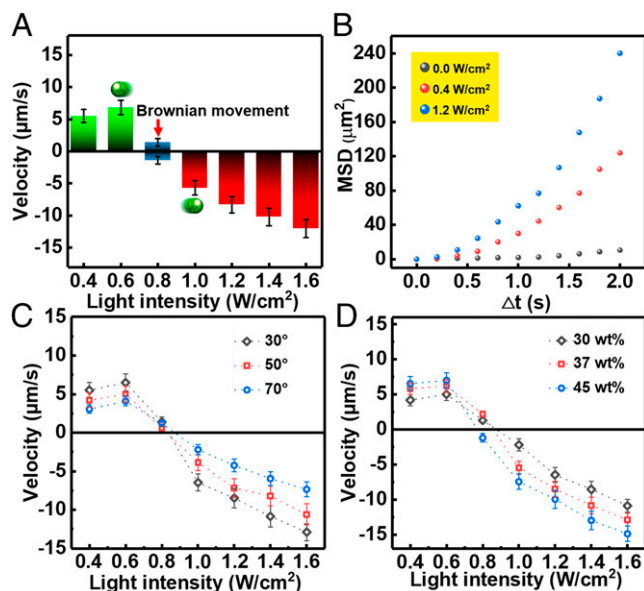 A
Velocity (μm/s)
15
10
5
0
-5
-10
-15
Brownian movement
0.4 0.6 0.8 1.0 1.2 1.4 1.6
Light intensity (W/cm²)
B
MSD (μm²)
240
200
160
120
80
40
0
0.0 W/cm²
0.4 W/cm²
1.2 W/cm²
0.0 0.5 1.0 1.5 2.0
Δt (s)
C
Velocity (μm/s)
15
10
5
0
-5
-10
-15
30°
50°
70°
0.4 0.6 0.8 1.0 1.2 1.4 1.6
Light intensity (W/cm²)
D
Velocity (μm/s)
15
10
5
0
-5
-10
-15
30 wt%
37 wt%
45 wt%
0.4 0.6 0.8 1.0 1.2 1.4 1.6
Light intensity (W/cm²)